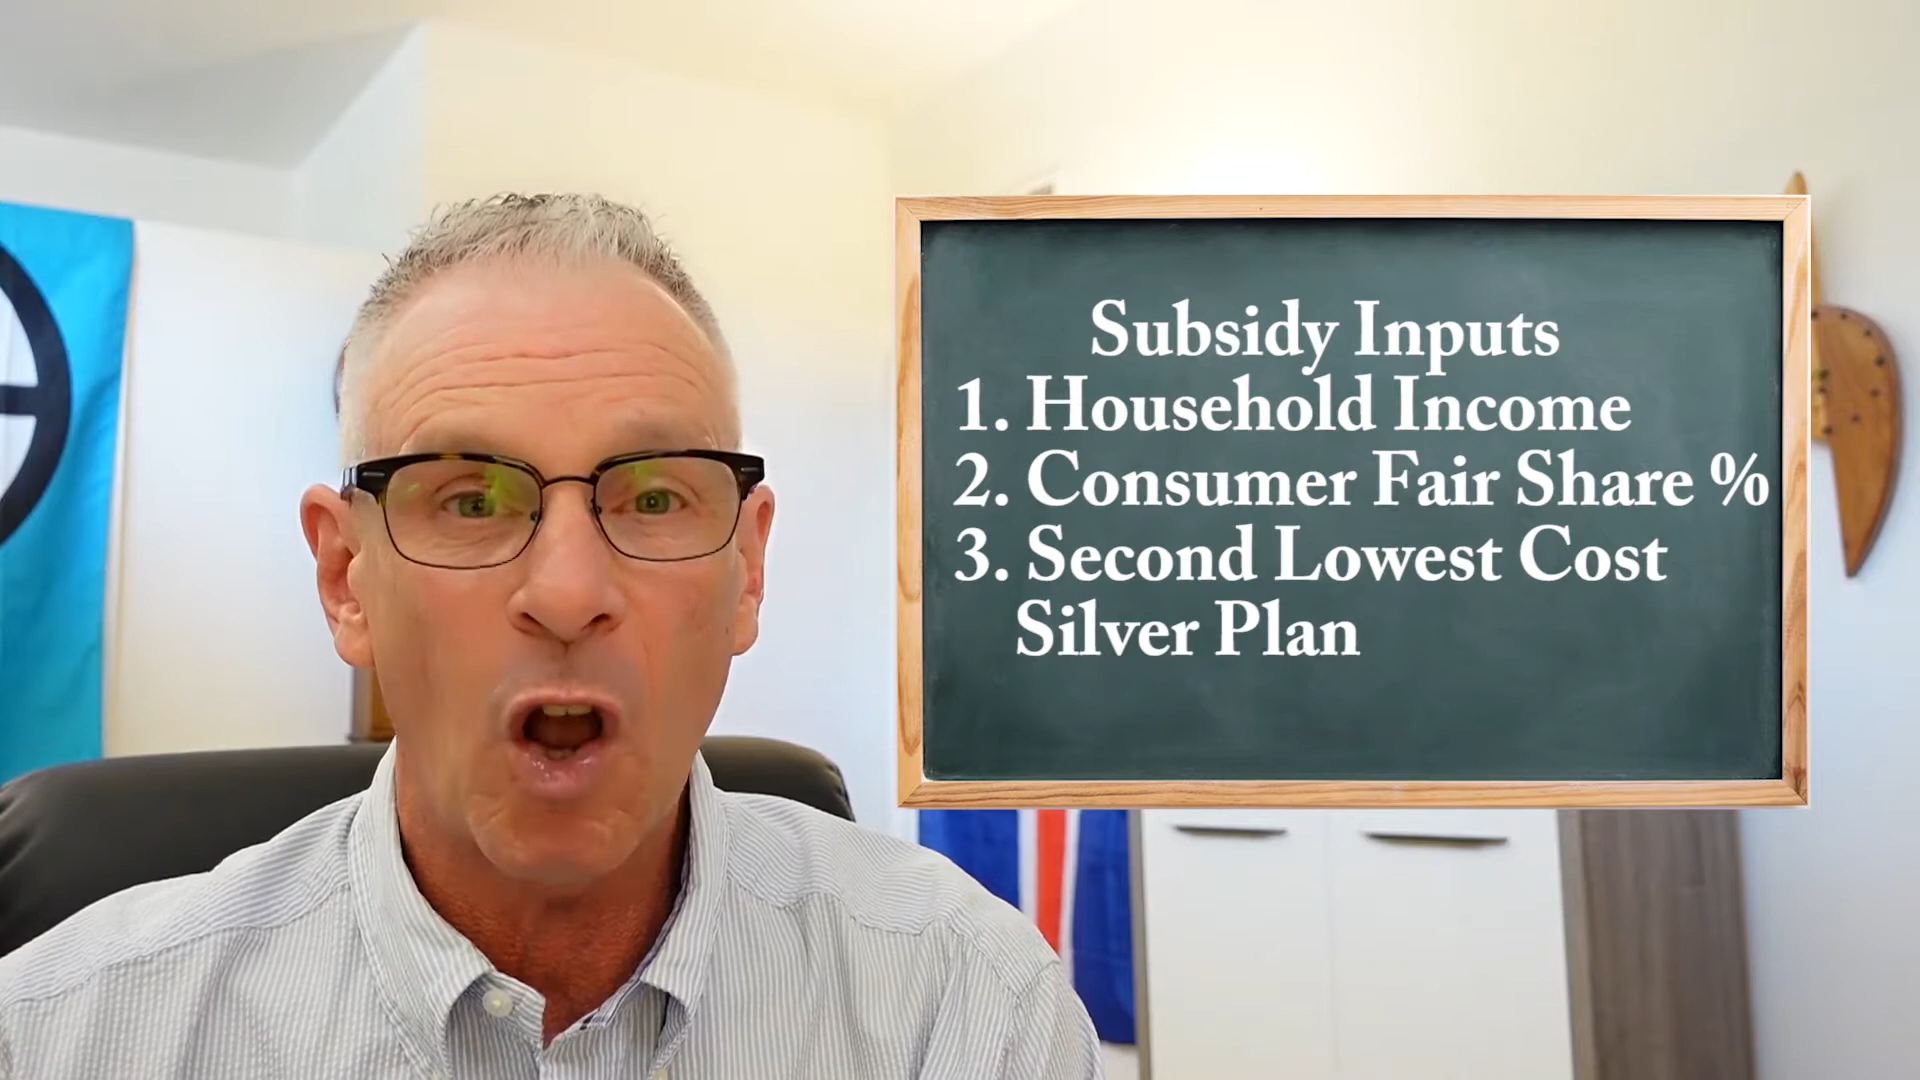 Subsidy Inputs
1. Household Income
2. Consumer Fair Share %
3. Second Lowest Cost
Silver Plan